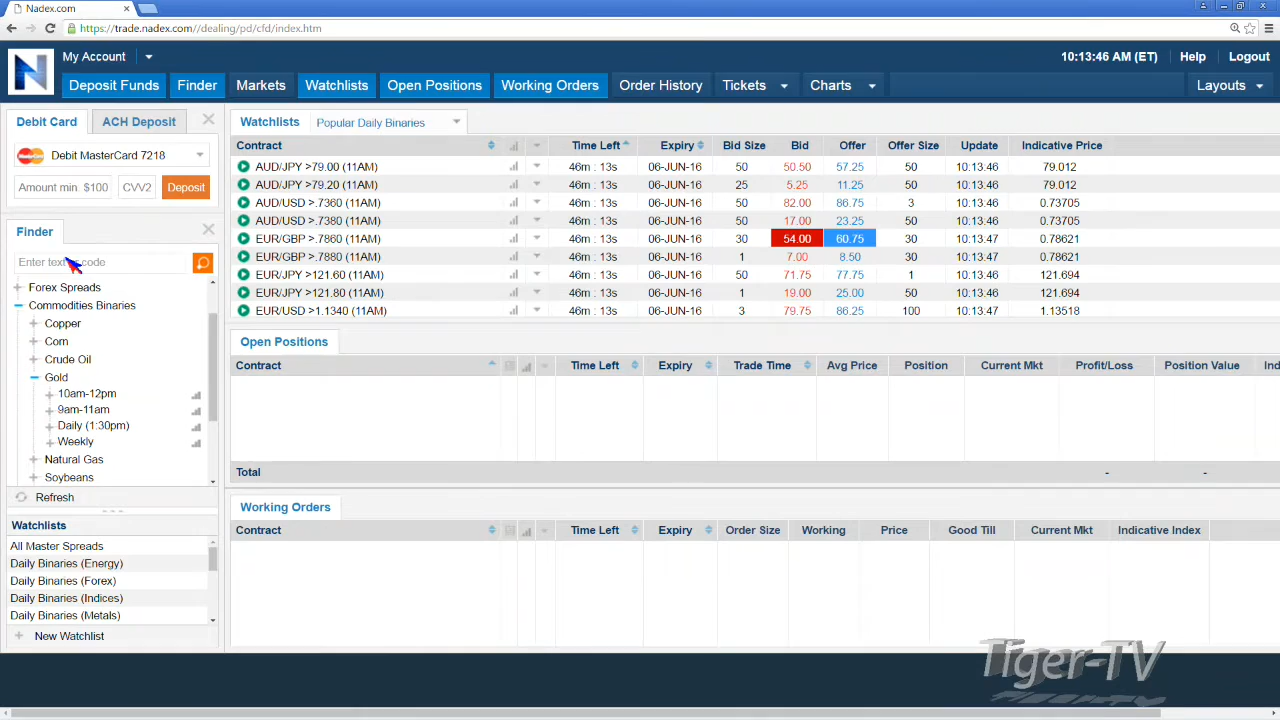 Nadex.com
https://trade.nadex.com//dealing/pd/cfd/index.htm
My Account 10:13:46 AM (ET) Help Logout
Deposit Funds Finder Markets Watchlists Open Positions Working Orders Order History Tickets Charts Layouts
Debit Card ACH Deposit
Debit MasterCard 7218
Amount min. $100 CVV2 Deposit
Finder
Enter text or code
Forex Spreads
Commodities Binaries
Copper
Corn
Crude Oil
Gold
10am-12pm
9am-11am
Daily (1:30pm)
Weekly
Natural Gas
Soybeans
Refresh
Watchlists
All Master Spreads
Daily Binaries (Energy)
Daily Binaries (Forex)
Daily Binaries (Indices)
Daily Binaries (Metals)
New Watchlist
Watchlists Popular Daily Binaries
Contract Time Left Expiry Bid Size Bid Offer Offer Size Update Indicative Price
AUD/JPY >79.00 (11AM) 46m : 13s 06-JUN-16 50 50.50 57.25 50 10:13:46 79.012
AUD/JPY >79.20 (11AM) 46m : 13s 06-JUN-16 25 5.25 11.25 50 10:13:46 79.012
AUD/USD >.7360 (11AM) 46m : 13s 06-JUN-16 50 82.00 86.75 3 10:13:46 0.73705
AUD/USD >.7380 (11AM) 46m : 13s 06-JUN-16 50 17.00 23.25 50 10:13:46 0.73705
EUR/GBP >.7860 (11AM) 46m : 13s 06-JUN-16 30 54.00 60.75 30 10:13:47 0.78621
EUR/GBP >.7880 (11AM) 46m : 13s 06-JUN-16 1 7.00 8.50 30 10:13:47 0.78621
EUR/JPY >121.60 (11AM) 46m : 13s 06-JUN-16 50 71.75 77.75 1 10:13:46 121.694
EUR/JPY >121.80 (11AM) 46m : 13s 06-JUN-16 1 19.00 25.00 50 10:13:46 121.694
EUR/USD >1.1340 (11AM) 46m : 13s 06-JUN-16 3 79.75 86.25 100 10:13:47 1.13518
Open Positions
Contract Time Left Expiry Trade Time Avg Price Position Current Mkt Profit/Loss Position Value Ind
Total - -
Working Orders
Contract Time Left Expiry Order Size Working Price Good Till Current Mkt Indicative Index
Tiger-TV